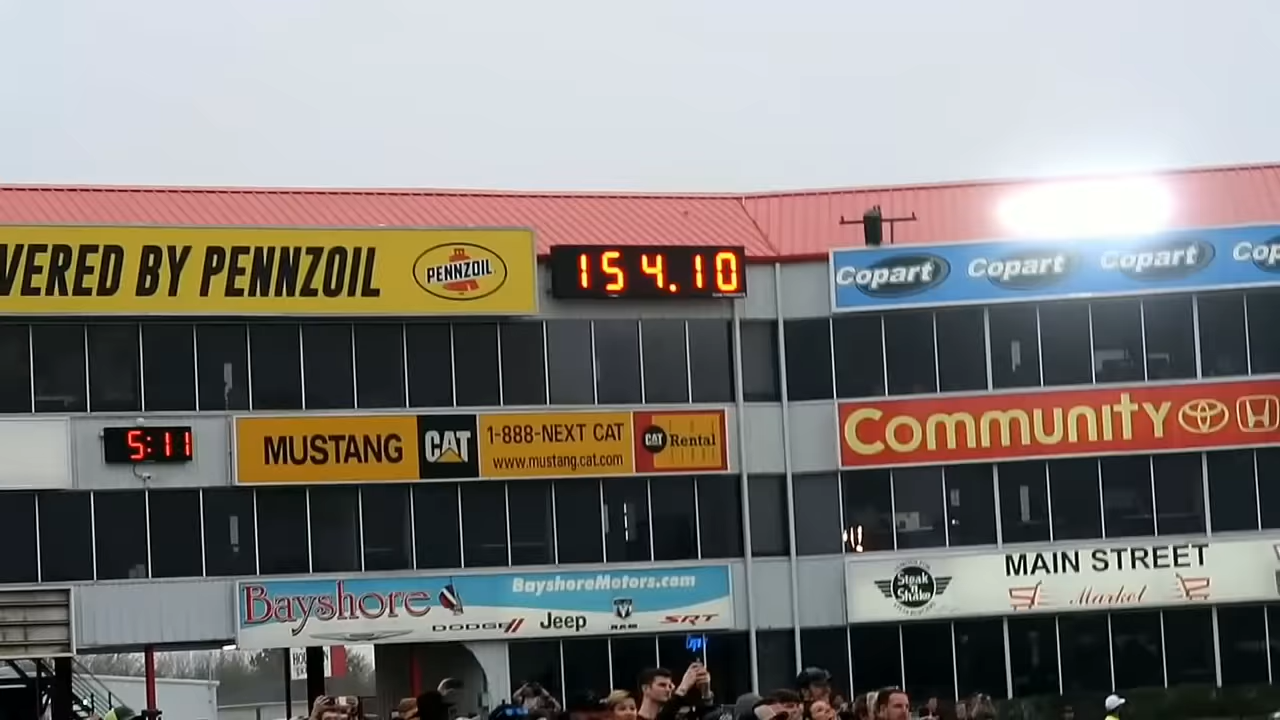 VERED BY PENNZOIL
PENNZOIL
154.10
Copart
Copart
Copart
Co
5:11
MUSTANG
CAT
1-888-NEXT CAT
www.mustang.cat.com
CAT Rental
Community
Bayshore
BayshoreMotors.com
DODGE
Jeep
RAM
SRT
Steak n Shake
MAIN STREET
Market